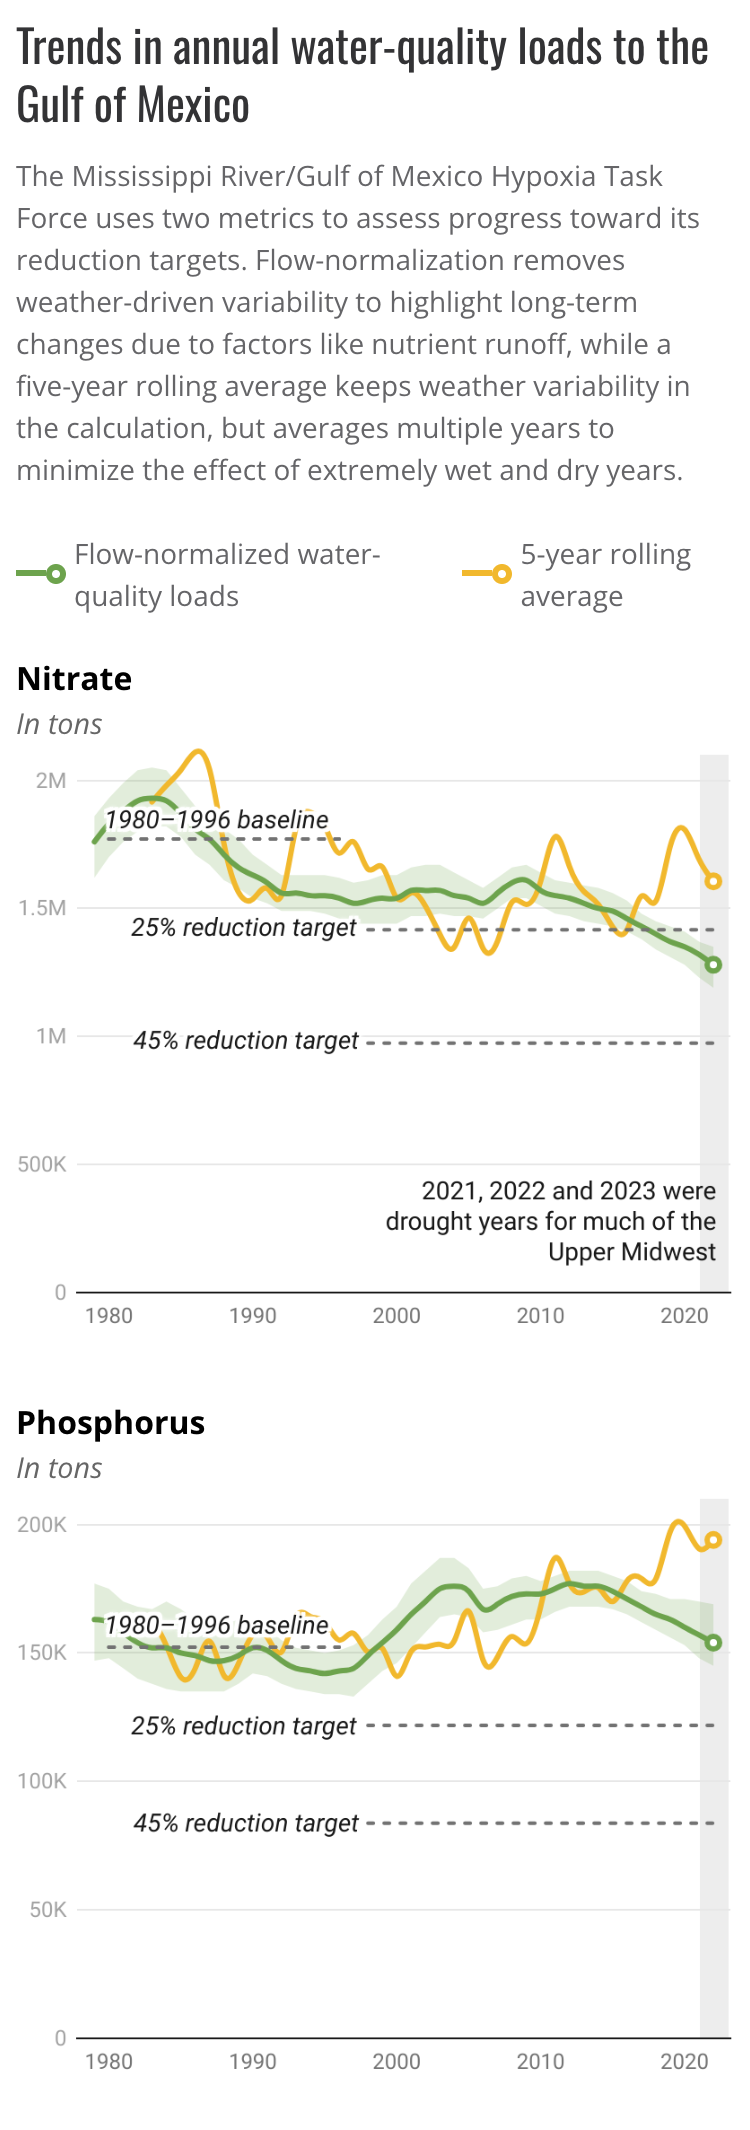 Trends in annual water-quality loads to the
Gulf of Mexico
The Mississippi River/Gulf of Mexico Hypoxia Task
Force uses two metrics to assess progress toward its
reduction targets. Flow-normalization removes
weather-driven variability to highlight long-term
changes due to factors like nutrient runoff, while a
five-year rolling average keeps weather variability in
the calculation, but averages multiple years to
minimize the effect of extremely wet and dry years.
Flow-normalized water-
quality loads
5-year rolling
average
Nitrate
In tons
2M
1980–1996 baseline
1.5M
25% reduction target
1M
45% reduction target
500K
2021, 2022 and 2023 were
drought years for much of the
Upper Midwest
0
1980 1990 2000 2010 2020
Phosphorus
In tons
200K
1980–1996 baseline
150K
25% reduction target
100K
45% reduction target
50K
0
1980 1990 2000 2010 2020